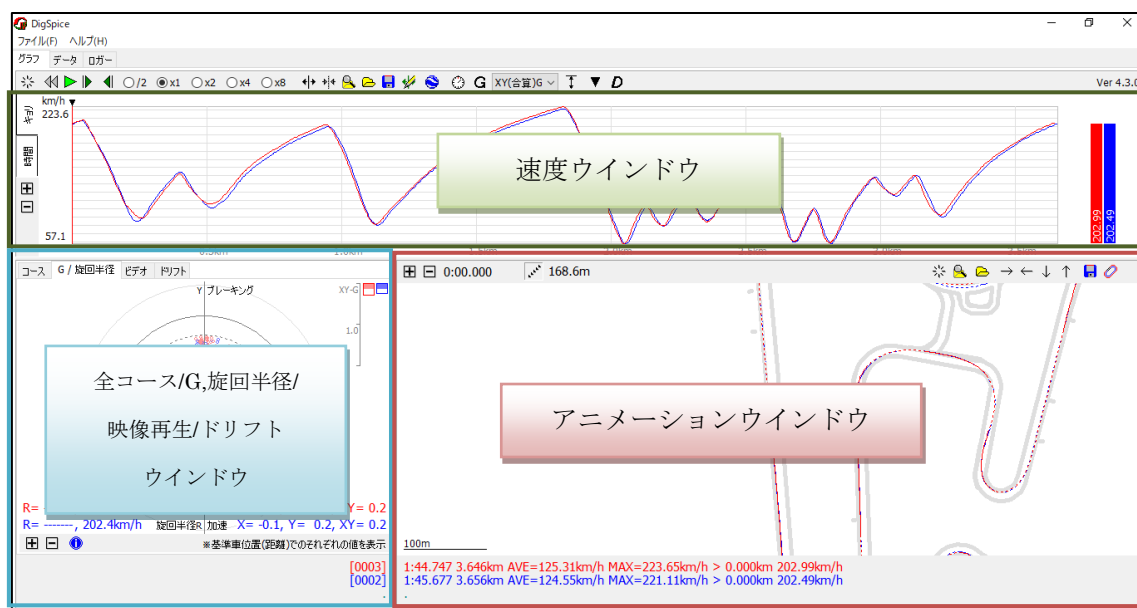 DigSpice
ファイル(F) ヘルプ(H)
グラフ データ ロガー
/2 x1 x2 x4 x8 G XY(合算)G D Ver 4.3.0
km/h
223.6
キョリ
時間
速度ウインドウ
57.1
202.99
202.49
コース G / 旋回半径 ビデオ ドリフト
Y ブレーキング XY-G
1.0
全コース/G,旋回半径/
映像再生/ドリフト
ウインドウ
R= Y= 0.2
R= -------, 202.4km/h 旋回半径R 加速 X= -0.1, Y= 0.2, XY= 0.2
※基準車位置(距離)でのそれぞれの値を表示
[0003]
[0002]
0:00.000 168.6m
アニメーションウインドウ
100m
1:44.747 3.646km AVE=125.31km/h MAX=223.65km/h > 0.000km 202.99km/h
1:45.677 3.656km AVE=124.55km/h MAX=221.11km/h > 0.000km 202.49km/h